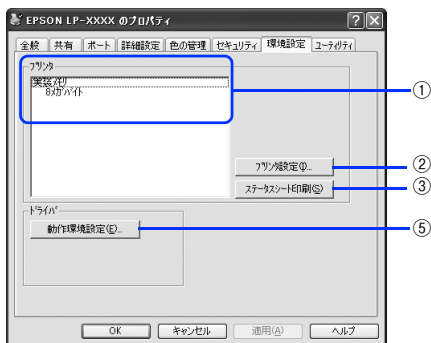 EPSON LP-XXXX のプロパティ
全般 共有 ポート 詳細設定 色の管理 セキュリティ 環境設定 ユーティリティ
プリンタ
実装メモリ
8メガバイト
①
プリンタ設定(I)...
②
ステータスシート印刷(S)
③
ドライバ
動作環境設定(E)...
⑤
OK キャンセル 適用(A) ヘルプ